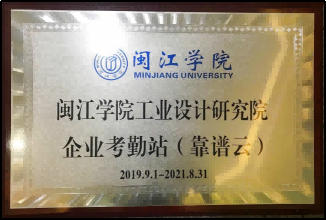 闽江学院
MINJIANG UNIVERSITY
闽江学院工业设计研究院
企业考勤站（靠谱云）
2019.9.1-2021.8.31